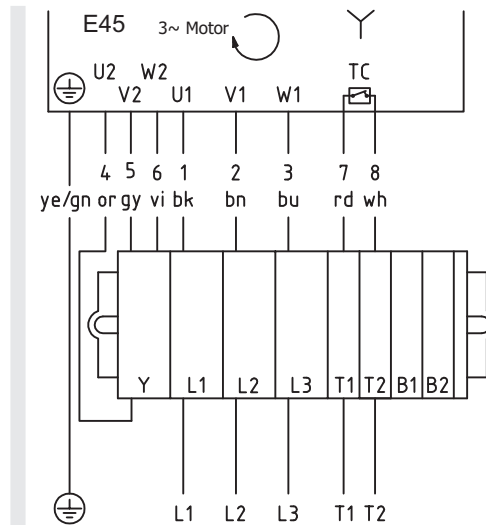 E45 3~ Motor
TC
U2 W2
V2 U1 V1 W1
4 5 6 1 2 3 7 8
ye/gn or gy vi bk bn bu rd wh
Y L1 L2 L3 T1 T2 B1 B2
L1 L2 L3 T1 T2